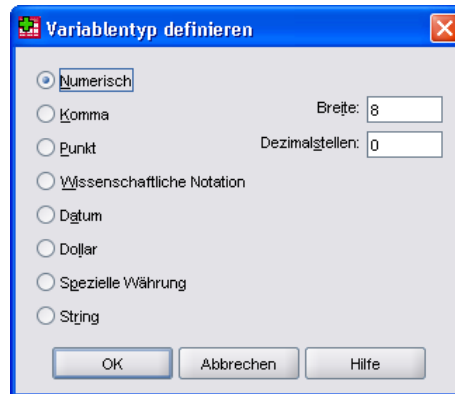 Variablentyp definieren
Numerisch
Komma
Punkt
Wissenschaftliche Notation
Datum
Dollar
Spezielle Währung
String
Breite: 8
Dezimalstellen: 0
OK Abbrechen Hilfe